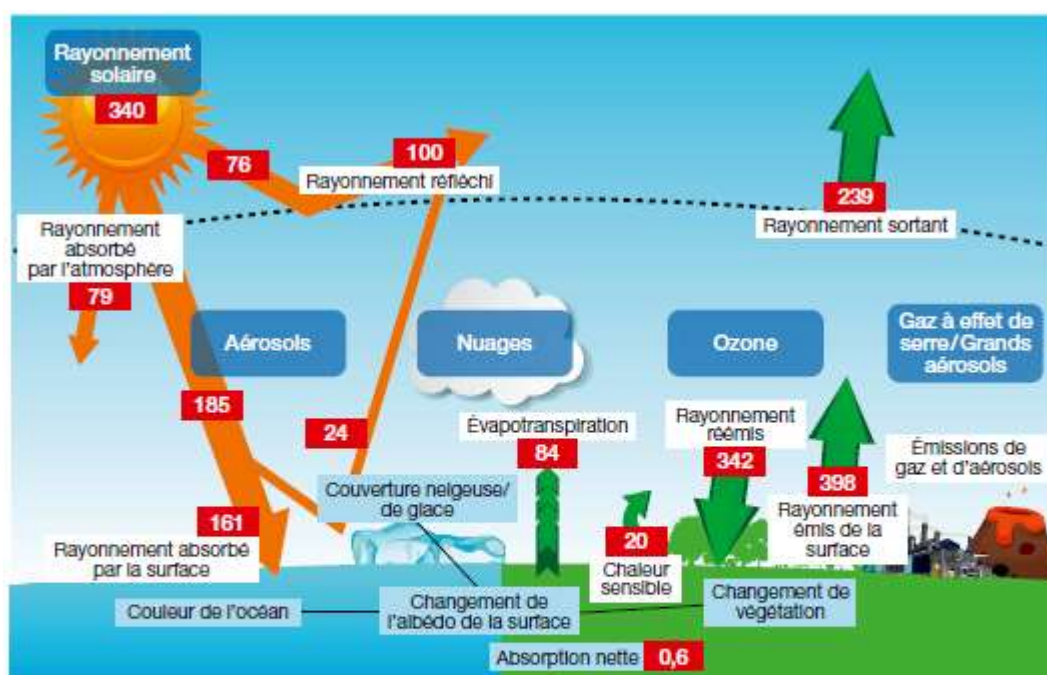 Rayonnement
solaire
340
76
100
Rayonnement réfléchi
239
Rayonnement sortant
Rayonnement
absorbé
par l'atmosphère
79
Aérosols
Nuages
Ozone
Gaz à effet de
serre/Grands
aérosols
185
24
Évapotranspiration
84
Rayonnement
réémis
342
398
Rayonnement
émis de la
surface
Émissions de
gaz et d'aérosols
Couverture neigeuse/
de glace
161
Rayonnement absorbé
par la surface
20
Chaleur
sensible
Couleur de l'océan
Changement de
l'albédo de la surface
Changement de
végétation
Absorption nette
0,6